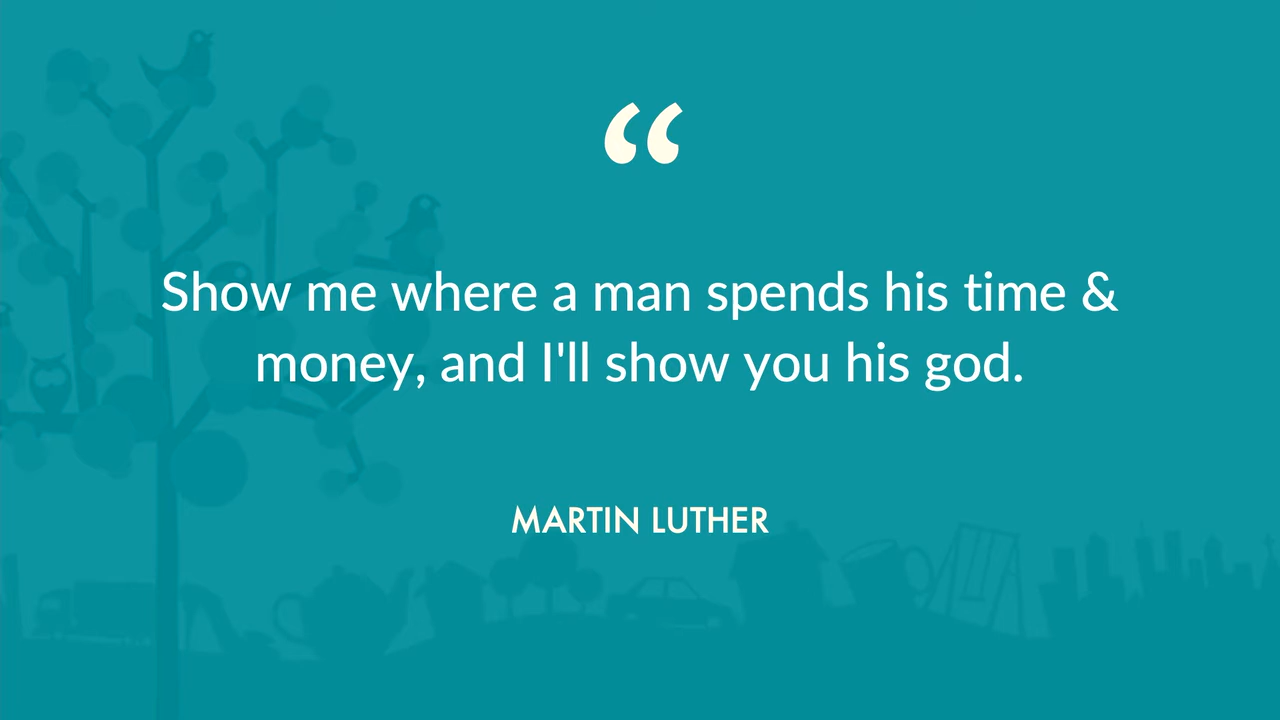 “
Show me where a man spends his time &
money, and I'll show you his god.
MARTIN LUTHER